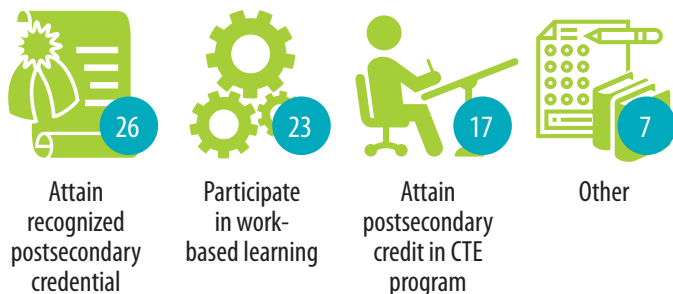 26
23
17
7
Attain
recognized
postsecondary
credential
Participate
in work-
based learning
Attain
postsecondary
credit in CTE
program
Other